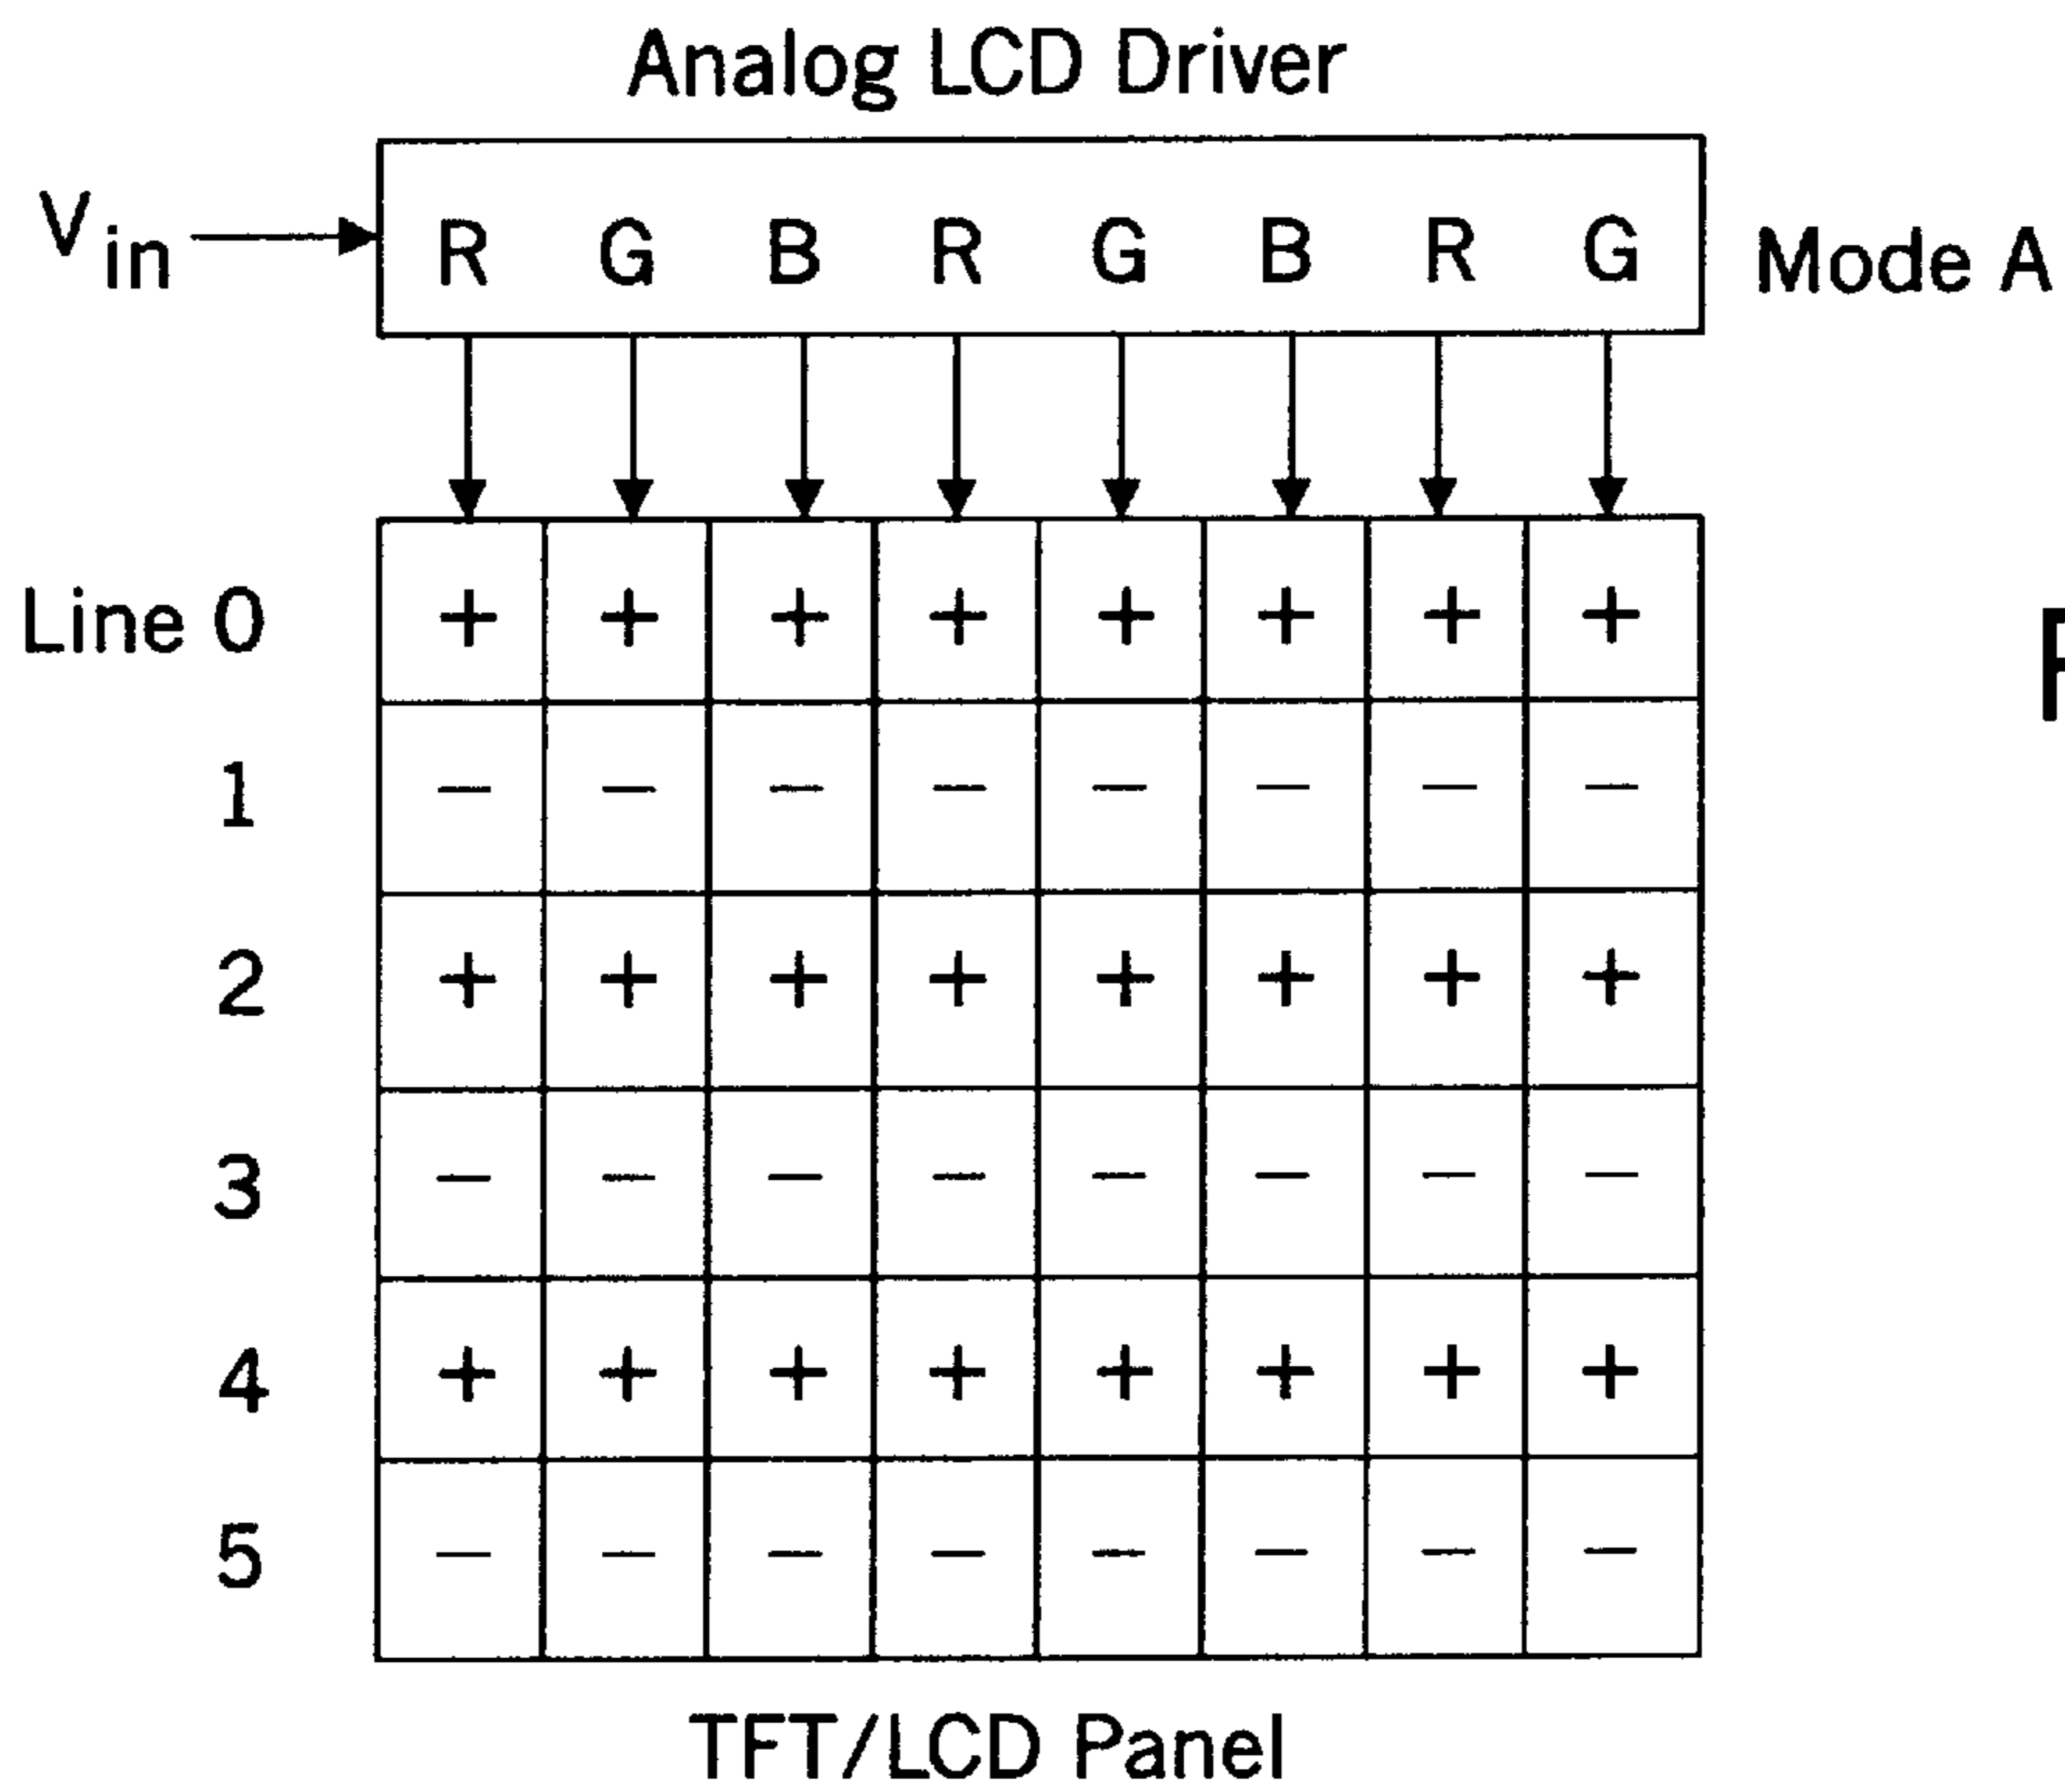 Analog LCD Driver
Vin R G B R G B R G Mode A
Line 0 + + + + + + + +
1 − − − − − − − −
2 + + + + + + + +
3 − − − − − − − −
4 + + + + + + + +
5 − − − − − − − −
TFT/LCD Panel